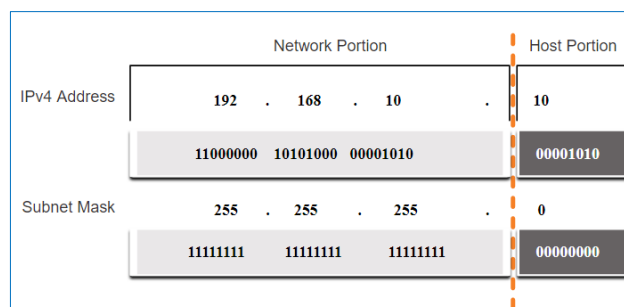 Network Portion Host Portion
IPv4 Address 192 . 168 . 10 . 10
11000000 10101000 00001010 00001010
Subnet Mask 255 . 255 . 255 . 0
11111111 11111111 11111111 00000000